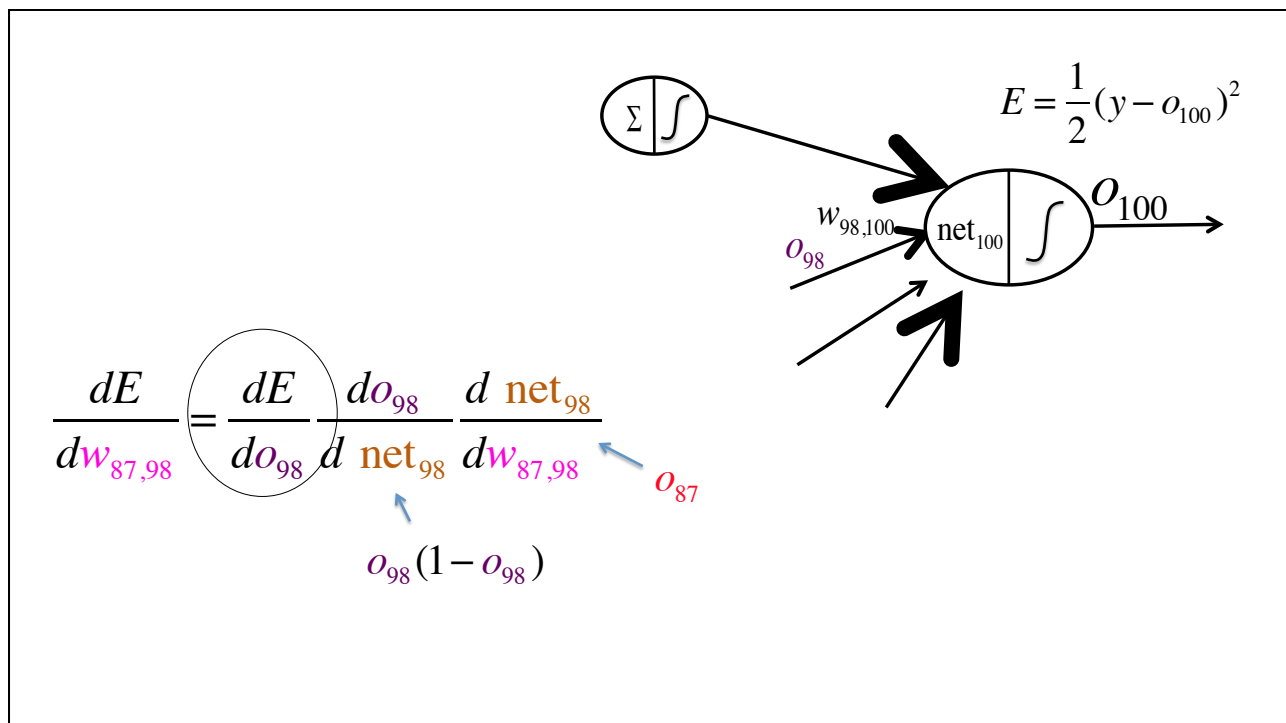 E = 1/2 (y − o₁₀₀)²
∑ ∫
o₁₀₀
w₉₈,₁₀₀
net₁₀₀ ∫
o₉₈
dE/dw₈₇,₉₈ = dE/do₉₈ do₉₈/d net₉₈ d net₉₈/dw₈₇,₉₈
o₈₇
o₉₈(1 − o₉₈)